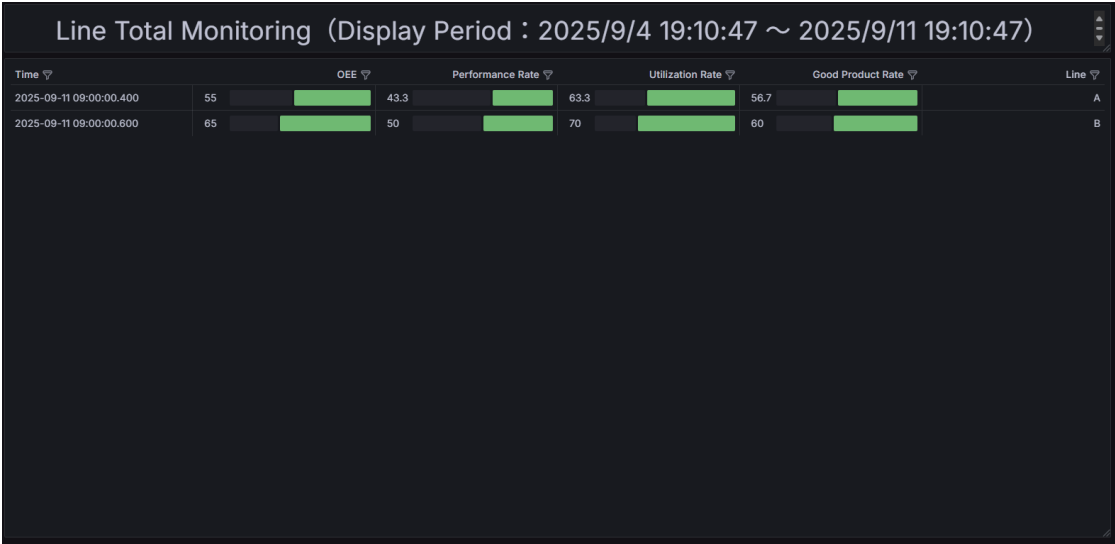 Line Total Monitoring（Display Period：2025/9/4 19:10:47 ～ 2025/9/11 19:10:47）
Time OEE Performance Rate Utilization Rate Good Product Rate Line
2025-09-11 09:00:00.400 55 43.3 63.3 56.7 A
2025-09-11 09:00:00.600 65 50 70 60 B